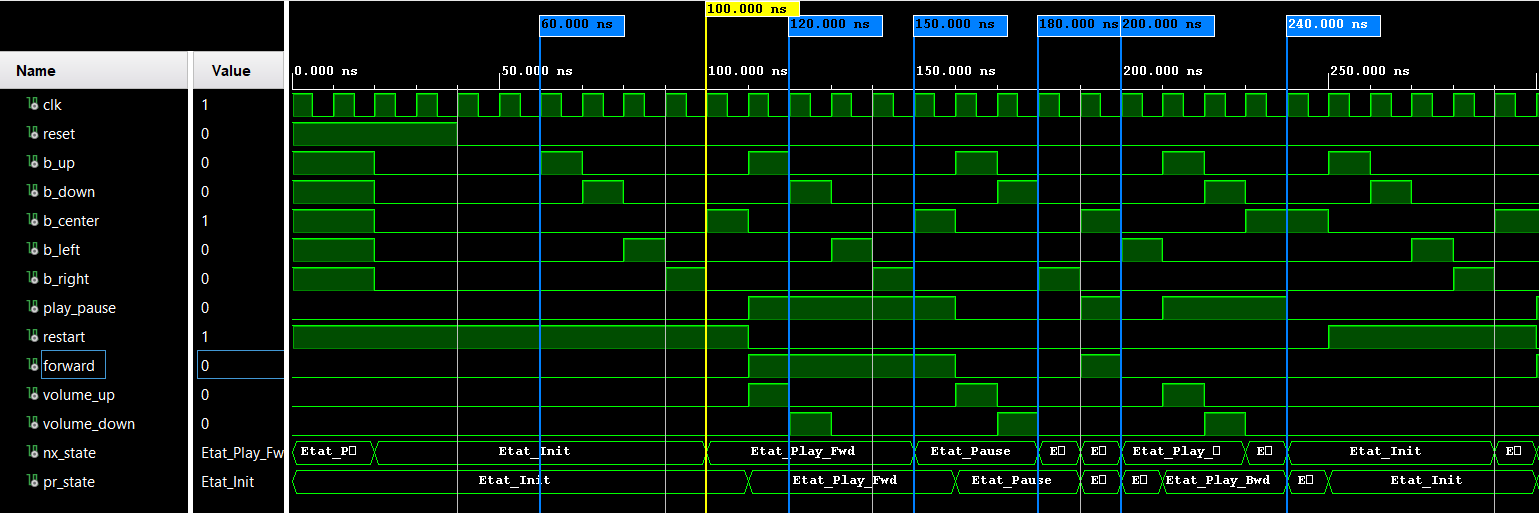 100.000 ns
60.000 ns 120.000 ns 150.000 ns 180.000 ns 200.000 ns 240.000 ns
Name Value 0.000 ns 50.000 ns 100.000 ns 150.000 ns 200.000 ns 250.000 ns
clk 1
reset 0
b_up 0
b_down 0
b_center 1
b_left 0
b_right 0
play_pause 0
restart 1
forward 0
volume_up 0
volume_down 0
nx_state Etat_Play_Fw Etat_P□ Etat_Init Etat_Play_Fwd Etat_Pause E□ E□ Etat_Play_□ E□ Etat_Init E□
pr_state Etat_Init Etat_Init Etat_Play_Fwd Etat_Pause E□ E□ Etat_Play_Bwd E□ Etat_Init